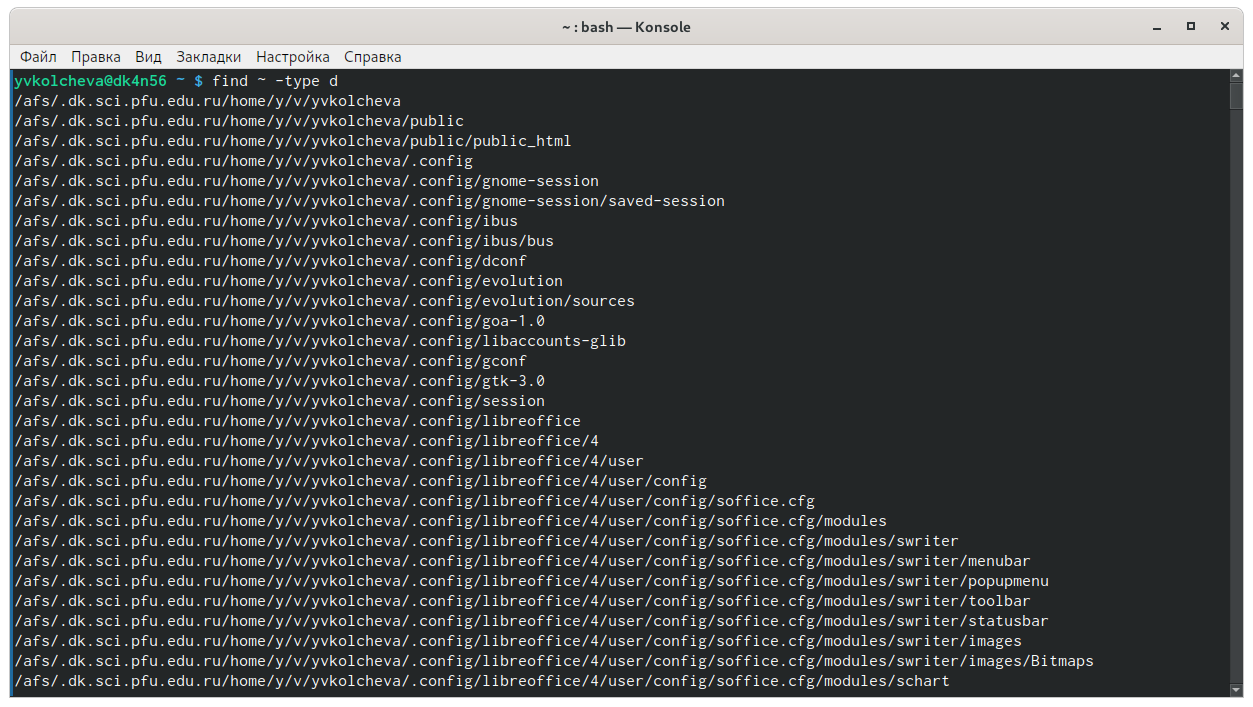 ~ : bash — Konsole
Файл Правка Вид Закладки Настройка Справка
yvkolcheva@dk4n56 ~ $ find ~ -type d
/afs/.dk.sci.pfu.edu.ru/home/y/v/yvkolcheva
/afs/.dk.sci.pfu.edu.ru/home/y/v/yvkolcheva/public
/afs/.dk.sci.pfu.edu.ru/home/y/v/yvkolcheva/public/public_html
/afs/.dk.sci.pfu.edu.ru/home/y/v/yvkolcheva/.config
/afs/.dk.sci.pfu.edu.ru/home/y/v/yvkolcheva/.config/gnome-session
/afs/.dk.sci.pfu.edu.ru/home/y/v/yvkolcheva/.config/gnome-session/saved-session
/afs/.dk.sci.pfu.edu.ru/home/y/v/yvkolcheva/.config/ibus
/afs/.dk.sci.pfu.edu.ru/home/y/v/yvkolcheva/.config/ibus/bus
/afs/.dk.sci.pfu.edu.ru/home/y/v/yvkolcheva/.config/dconf
/afs/.dk.sci.pfu.edu.ru/home/y/v/yvkolcheva/.config/evolution
/afs/.dk.sci.pfu.edu.ru/home/y/v/yvkolcheva/.config/evolution/sources
/afs/.dk.sci.pfu.edu.ru/home/y/v/yvkolcheva/.config/goa-1.0
/afs/.dk.sci.pfu.edu.ru/home/y/v/yvkolcheva/.config/libaccounts-glib
/afs/.dk.sci.pfu.edu.ru/home/y/v/yvkolcheva/.config/gconf
/afs/.dk.sci.pfu.edu.ru/home/y/v/yvkolcheva/.config/gtk-3.0
/afs/.dk.sci.pfu.edu.ru/home/y/v/yvkolcheva/.config/session
/afs/.dk.sci.pfu.edu.ru/home/y/v/yvkolcheva/.config/libreoffice
/afs/.dk.sci.pfu.edu.ru/home/y/v/yvkolcheva/.config/libreoffice/4
/afs/.dk.sci.pfu.edu.ru/home/y/v/yvkolcheva/.config/libreoffice/4/user
/afs/.dk.sci.pfu.edu.ru/home/y/v/yvkolcheva/.config/libreoffice/4/user/config
/afs/.dk.sci.pfu.edu.ru/home/y/v/yvkolcheva/.config/libreoffice/4/user/config/soffice.cfg
/afs/.dk.sci.pfu.edu.ru/home/y/v/yvkolcheva/.config/libreoffice/4/user/config/soffice.cfg/modules
/afs/.dk.sci.pfu.edu.ru/home/y/v/yvkolcheva/.config/libreoffice/4/user/config/soffice.cfg/modules/swriter
/afs/.dk.sci.pfu.edu.ru/home/y/v/yvkolcheva/.config/libreoffice/4/user/config/soffice.cfg/modules/swriter/menubar
/afs/.dk.sci.pfu.edu.ru/home/y/v/yvkolcheva/.config/libreoffice/4/user/config/soffice.cfg/modules/swriter/popupmenu
/afs/.dk.sci.pfu.edu.ru/home/y/v/yvkolcheva/.config/libreoffice/4/user/config/soffice.cfg/modules/swriter/toolbar
/afs/.dk.sci.pfu.edu.ru/home/y/v/yvkolcheva/.config/libreoffice/4/user/config/soffice.cfg/modules/swriter/statusbar
/afs/.dk.sci.pfu.edu.ru/home/y/v/yvkolcheva/.config/libreoffice/4/user/config/soffice.cfg/modules/swriter/images
/afs/.dk.sci.pfu.edu.ru/home/y/v/yvkolcheva/.config/libreoffice/4/user/config/soffice.cfg/modules/swriter/images/Bitmaps
/afs/.dk.sci.pfu.edu.ru/home/y/v/yvkolcheva/.config/libreoffice/4/user/config/soffice.cfg/modules/schart